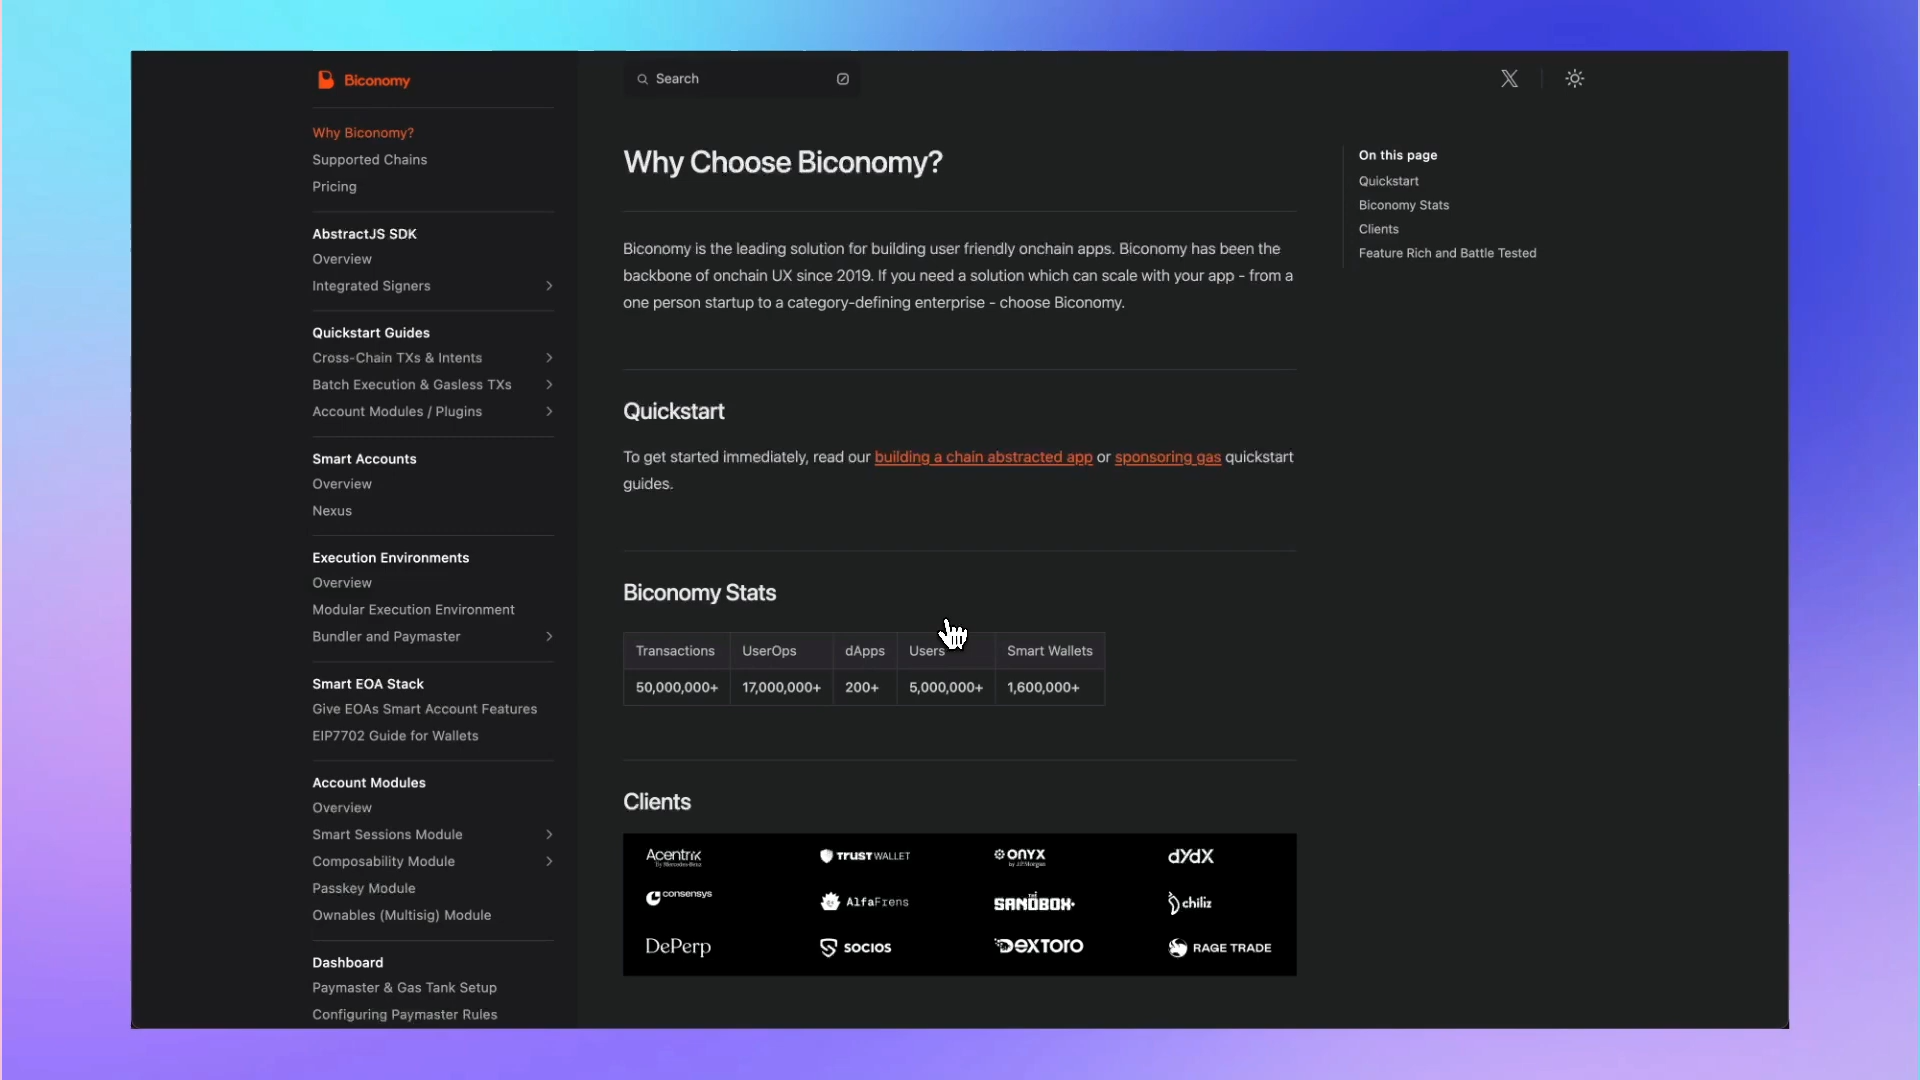 Biconomy
Search
Why Biconomy?
Supported Chains
Pricing
AbstractJS SDK
Overview
Integrated Signers
Quickstart Guides
Cross-Chain TXs & Intents
Batch Execution & Gasless TXs
Account Modules / Plugins
Smart Accounts
Overview
Nexus
Execution Environments
Overview
Modular Execution Environment
Bundler and Paymaster
Smart EOA Stack
Give EOAs Smart Account Features
EIP7702 Guide for Wallets
Account Modules
Overview
Smart Sessions Module
Composability Module
Passkey Module
Ownables (Multisig) Module
Dashboard
Paymaster & Gas Tank Setup
Configuring Paymaster Rules
Why Choose Biconomy?
Biconomy is the leading solution for building user friendly onchain apps. Biconomy has been the
backbone of onchain UX since 2019. If you need a solution which can scale with your app - from a
one person startup to a category-defining enterprise - choose Biconomy.
Quickstart
To get started immediately, read our building a chain abstracted app or sponsoring gas quickstart
guides.
Biconomy Stats
Transactions UserOps dApps Users Smart Wallets
50,000,000+ 17,000,000+ 200+ 5,000,000+ 1,600,000+
Clients
Acentrik TRUST WALLET ONYX dYdX
By Mercedes-Benz by J.P.Morgan
consensys AlfaFrens THE SANDBOX chiliz
DePerp SOCIOS DEXTORO RAGE TRADE
On this page
Quickstart
Biconomy Stats
Clients
Feature Rich and Battle Tested